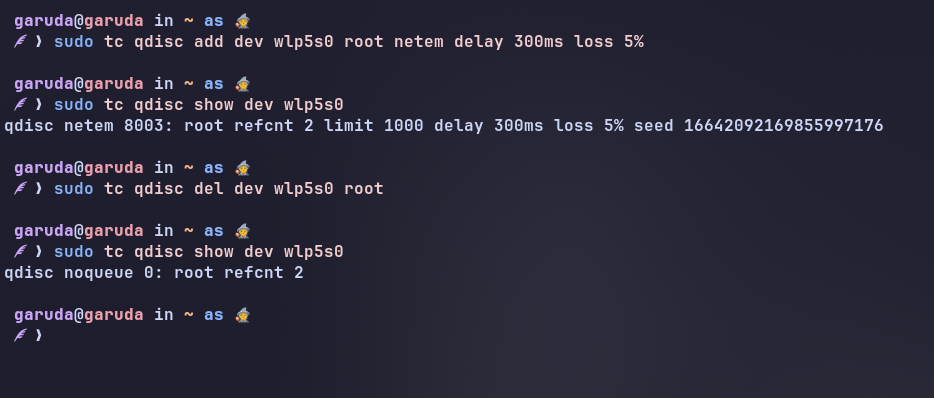 garuda@garuda in ~ as 🧙
❯ sudo tc qdisc add dev wlp5s0 root netem delay 300ms loss 5%
garuda@garuda in ~ as 🧙
❯ sudo tc qdisc show dev wlp5s0
qdisc netem 8003: root refcnt 2 limit 1000 delay 300ms loss 5% seed 16642092169855997176
garuda@garuda in ~ as 🧙
❯ sudo tc qdisc del dev wlp5s0 root
garuda@garuda in ~ as 🧙
❯ sudo tc qdisc show dev wlp5s0
qdisc noqueue 0: root refcnt 2
garuda@garuda in ~ as 🧙
❯